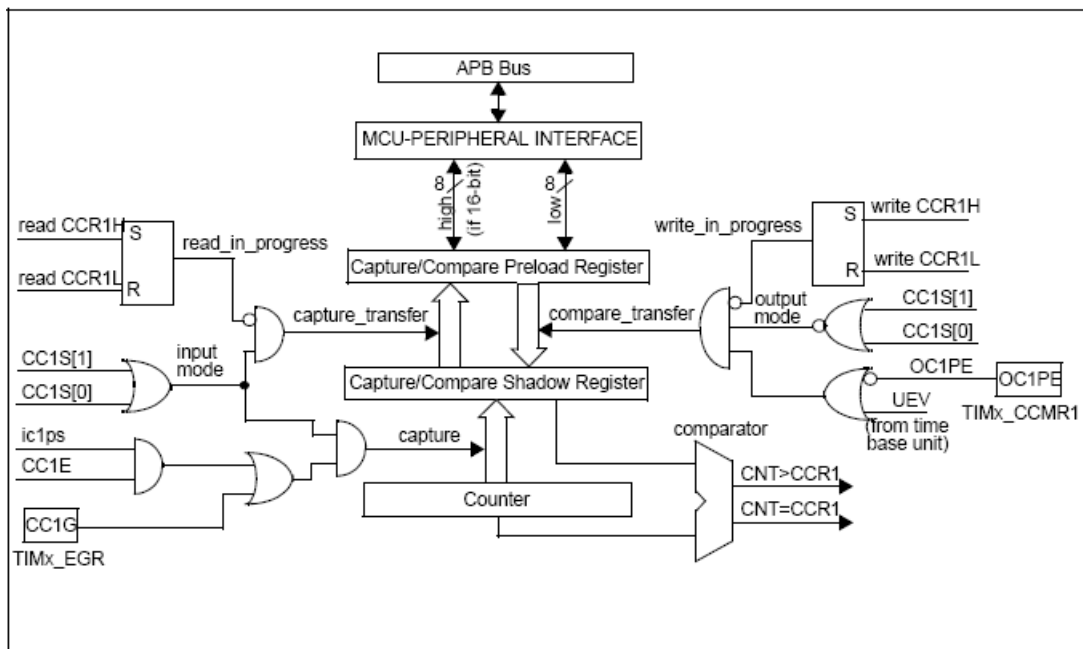 APB Bus
MCU-PERIPHERAL INTERFACE
8
high
(if 16-bit)
8
low
read CCR1H
S
read_in_progress
read CCR1L
R
write_in_progress
S
write CCR1H
R
write CCR1L
Capture/Compare Preload Register
capture_transfer
compare_transfer
output
mode
CC1S[1]
CC1S[0]
CC1S[1]
input
mode
CC1S[0]
Capture/Compare Shadow Register
OC1PE
OC1PE
UEV
TIMx_CCMR1
(from time
base unit)
ic1ps
CC1E
capture
comparator
Counter
CNT>CCR1
CNT=CCR1
CC1G
TIMx_EGR